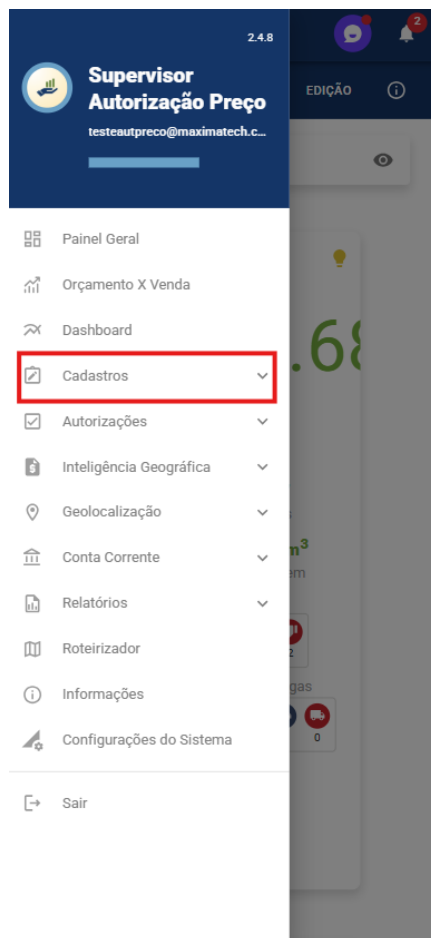 2.4.8
2
Supervisor
Autorização Preço
testeautpreco@maximatech.c...
EDIÇÃO
Painel Geral
Orçamento X Venda
Dashboard
.68
Cadastros
Autorizações
Inteligência Geográfica
Geolocalização
Conta Corrente
m³
Relatórios
2
Roteirizador
gas
Informações
0
Configurações do Sistema
Sair